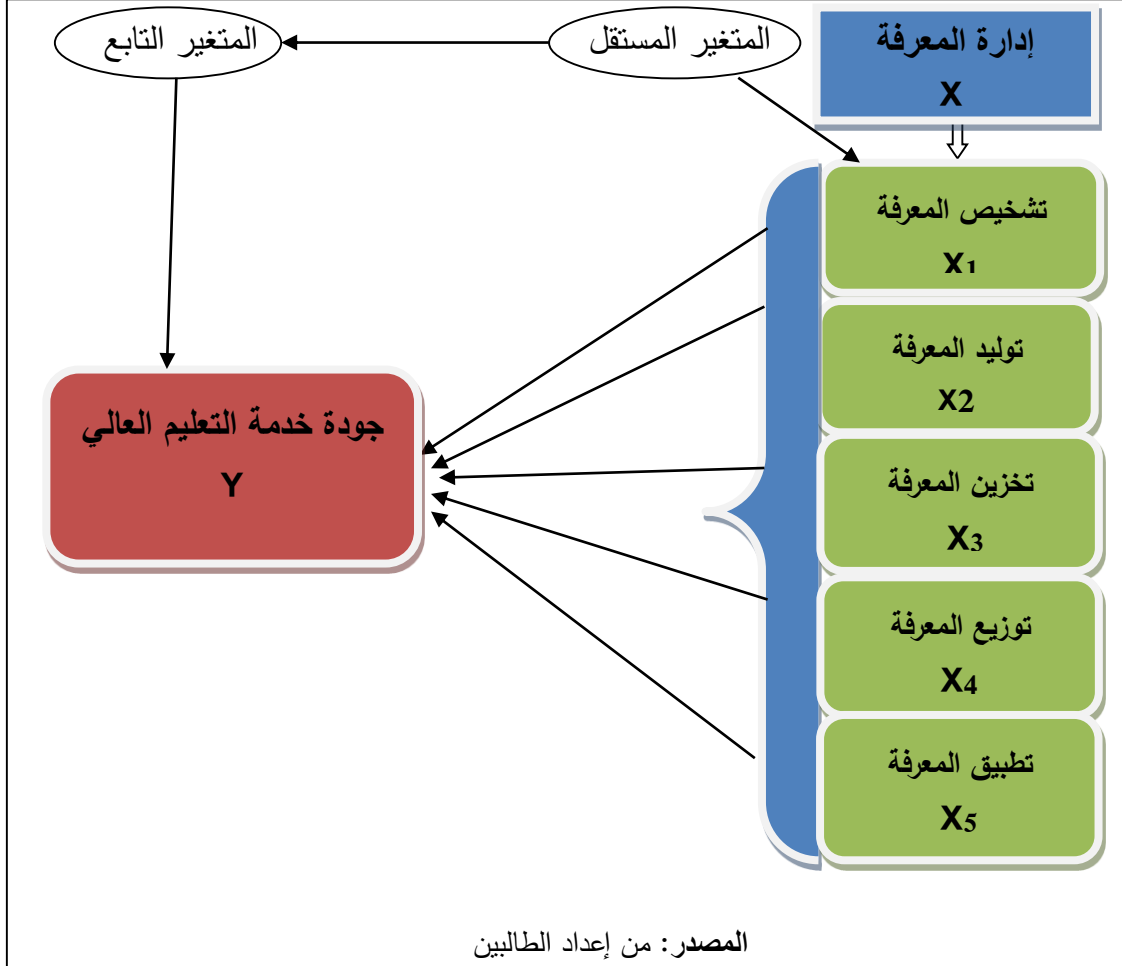 إدارة المعرفة
X
المتغير المستقل
المتغير التابع
تشخيص المعرفة
X1
توليد المعرفة
X2
تخزين المعرفة
X3
توزيع المعرفة
X4
تطبيق المعرفة
X5
جودة خدمة التعليم العالي
Y
المصدر: من إعداد الطالبين